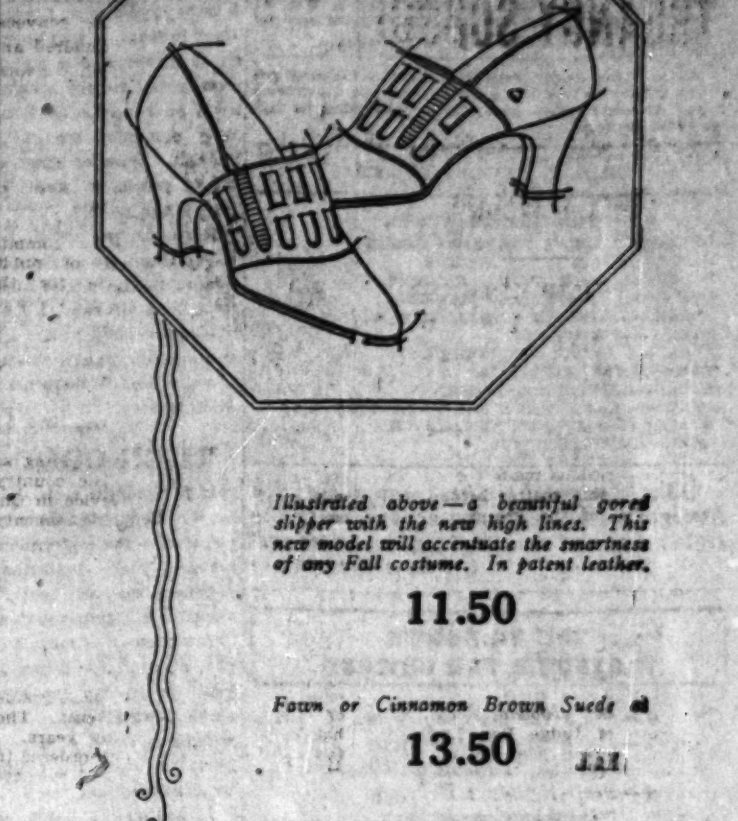 Illustrated above — a beautiful gored
slipper with the new high lines. This
new model will accentuate the smartness
of any Fall costume. In patent leather.
11.50
Fawn or Cinnamon Brown Suede at
13.50